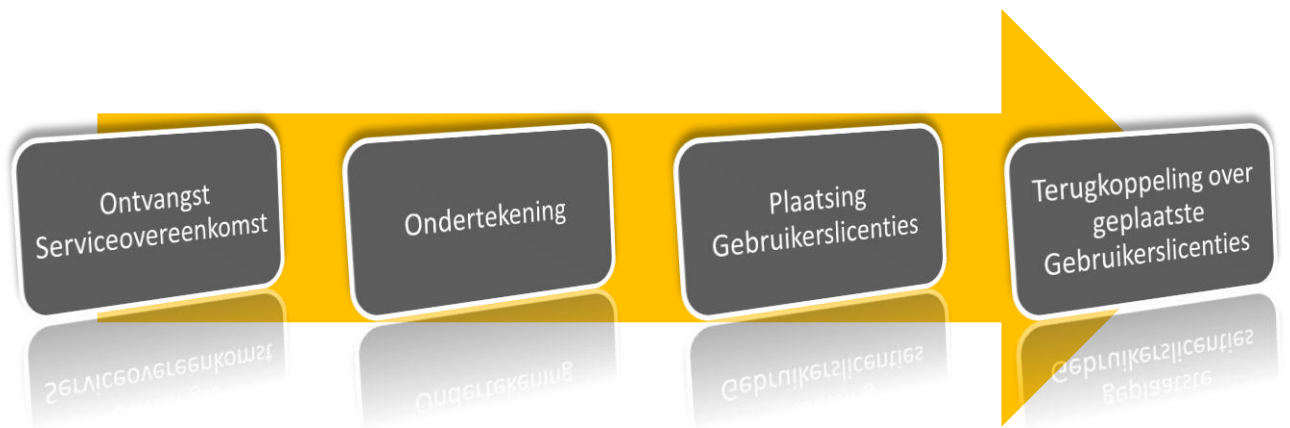 Ontvangst
Serviceovereenkomst
Ondertekening
Plaatsing
Gebruikerslicenties
Terugkoppeling over
geplaatste
Gebruikerslicenties